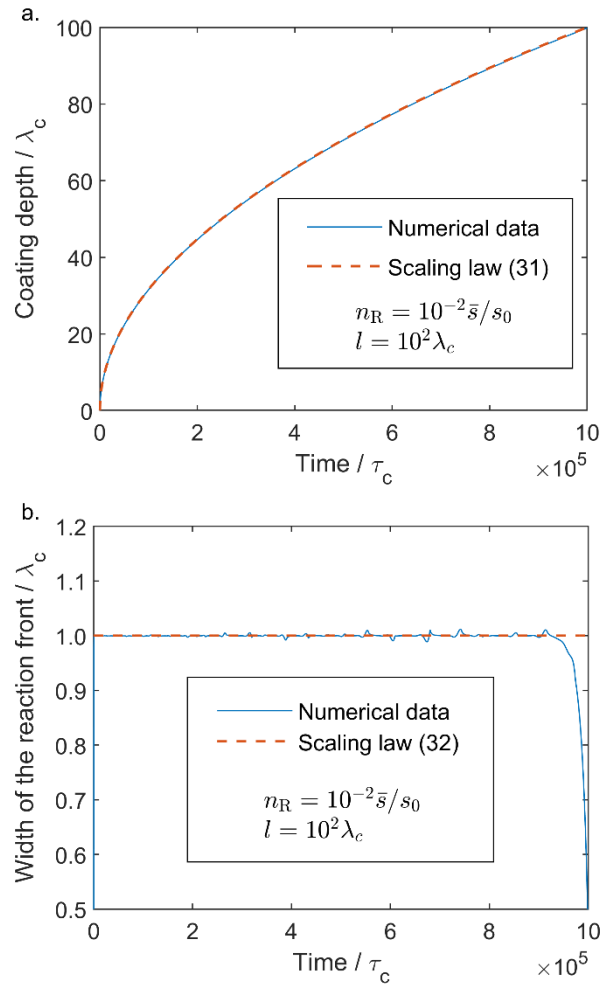 a.
100
80
60
40
20
0
Coating depth / λc
Numerical data
Scaling law (31)
nR = 10⁻² s̄/s₀
l = 10²λc
0 2 4 6 8 10
Time / τc
×10⁵
b.
1.2
1.1
1.0
0.9
0.8
0.7
0.6
0.5
Width of the reaction front / λc
Numerical data
Scaling law (32)
nR = 10⁻² s̄/s₀
l = 10²λc
0 2 4 6 8 10
Time / τc
×10⁵